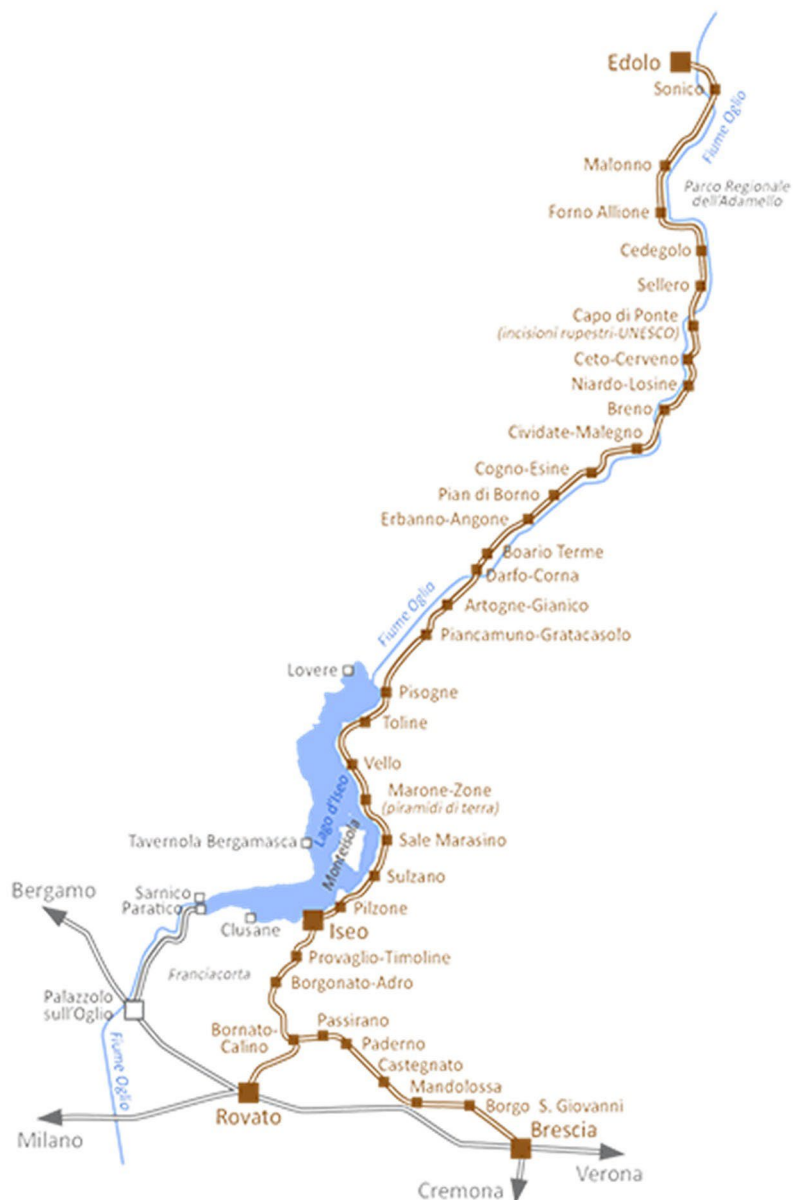 Edolo
Sonico
Fiume Oglio
Malonno
Parco Regionale
dell'Adamello
Forno Allione
Cedegolo
Sellero
Capo di Ponte
(incisioni rupestri-UNESCO)
Ceto-Cerveno
Niardo-Losine
Breno
Cividate-Malegno
Cogno-Esine
Pian di Borno
Erbanno-Angone
Boario Terme
Darfo-Corna
Fiume Oglio
Artogne-Gianico
Piancamuno-Gratacasolo
Lovere
Pisogne
Toline
Vello
Lago d'Iseo
Marone-Zone
(piramidi di terra)
Monteisola
Tavernola Bergamasca
Sale Marasino
Sulzano
Bergamo
Sarnico
Paratico
Pilzone
Clusane
Iseo
Provaglio-Timoline
Franciacorta
Borgonato-Adro
Palazzolo
sull'Oglio
Fiume Oglio
Bornato-
Calino
Passirano
Paderno
Castegnato
Mandolossa
Borgo S. Giovanni
Rovato
Brescia
Milano
Verona
Cremona